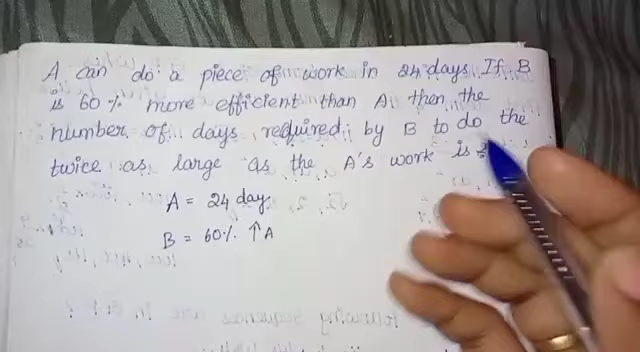 A can do a piece of work in 24 days If B
is 60% more efficient than A then the
number of days required by B to do the
twice as large as the A's work is
A = 24 day
B = 60% ↑ A